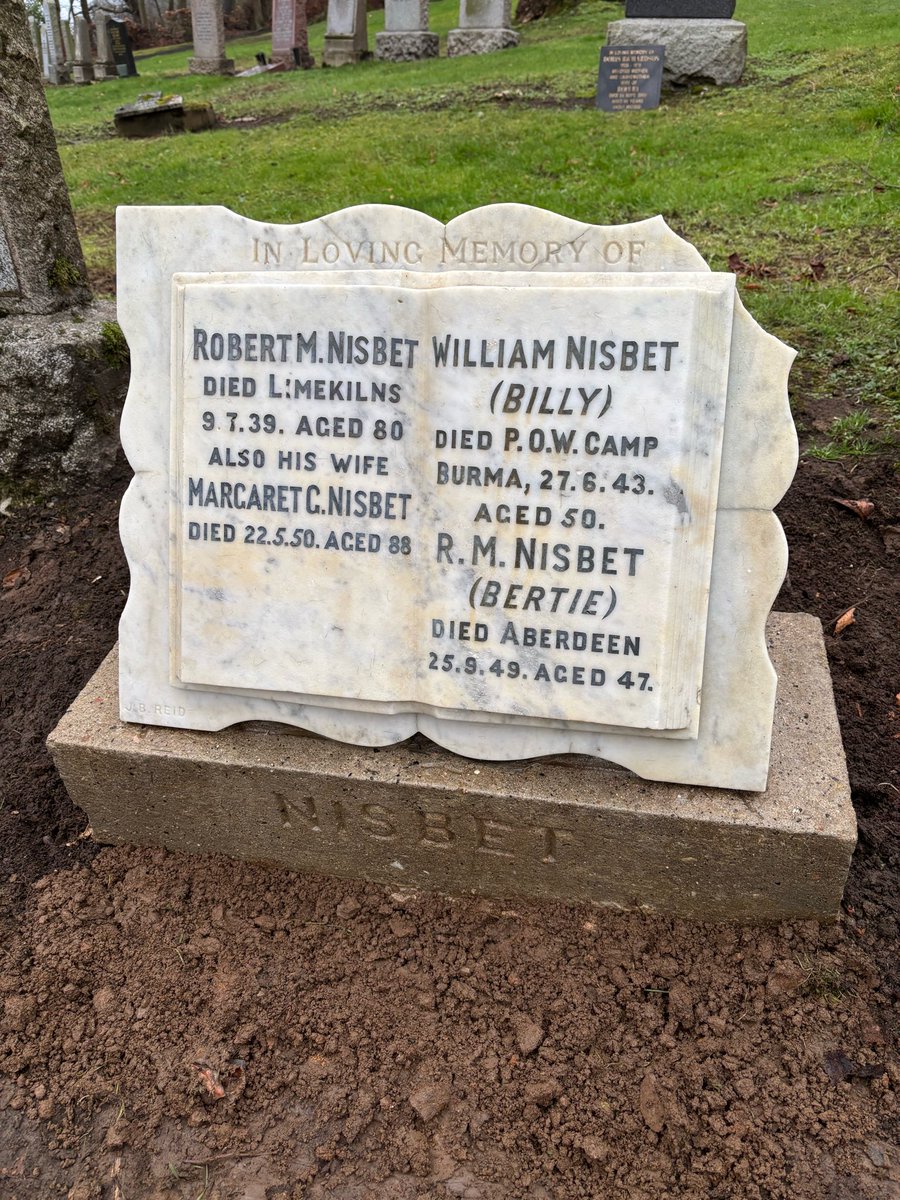 IN LOVING MEMORY OF
ROBERT M. NISBET
DIED LIMEKILNS
9.7.39. AGED 80
ALSO HIS WIFE
MARGARET G. NISBET
DIED 22.5.50. AGED 88
WILLIAM NISBET
(BILLY)
DIED P.O.W. CAMP
BURMA, 27.6.43.
AGED 50.
R. M. NISBET
(BERTIE)
DIED ABERDEEN
25.9.49. AGED 47.
J.B. REID
NISBET
DORIS RICHARDSON